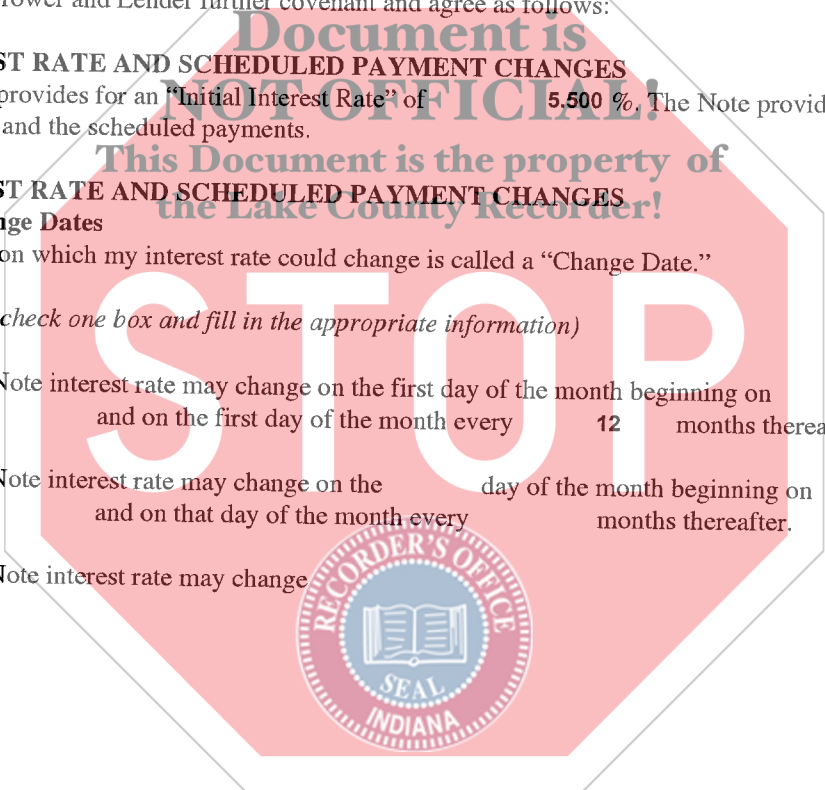 rower and Lender further covenant and agree as follows:
Document is
ST RATE AND SCHEDULED PAYMENT CHANGES
NOT OFFICIAL!
provides for an “Initial Interest Rate” of 5.500 %. The Note provid
and the scheduled payments.
This Document is the property of
ST RATE AND SCHEDULED PAYMENT CHANGES
the Lake County Recorder!
nge Dates
on which my interest rate could change is called a “Change Date.”
check one box and fill in the appropriate information)
STOP
Note interest rate may change on the first day of the month beginning on
and on the first day of the month every 12 months therea
Note interest rate may change on the day of the month beginning on
and on that day of the month every months thereafter.
Note interest rate may change
RECORDER'S OFFICE
SEAL
INDIANA